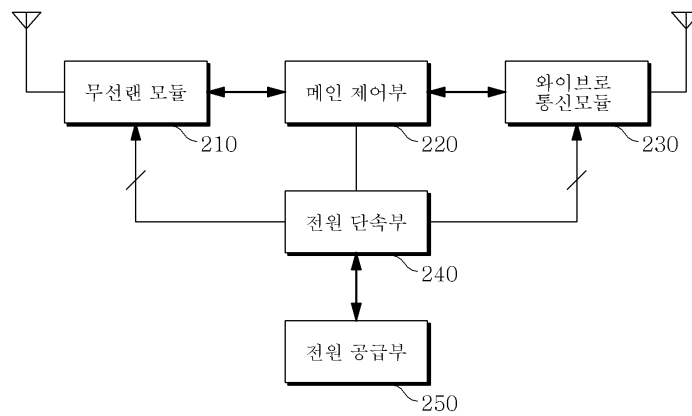 무선랜 모듈
210
메인 제어부
220
와이브로
통신모듈
230
전원 단속부
240
전원 공급부
250